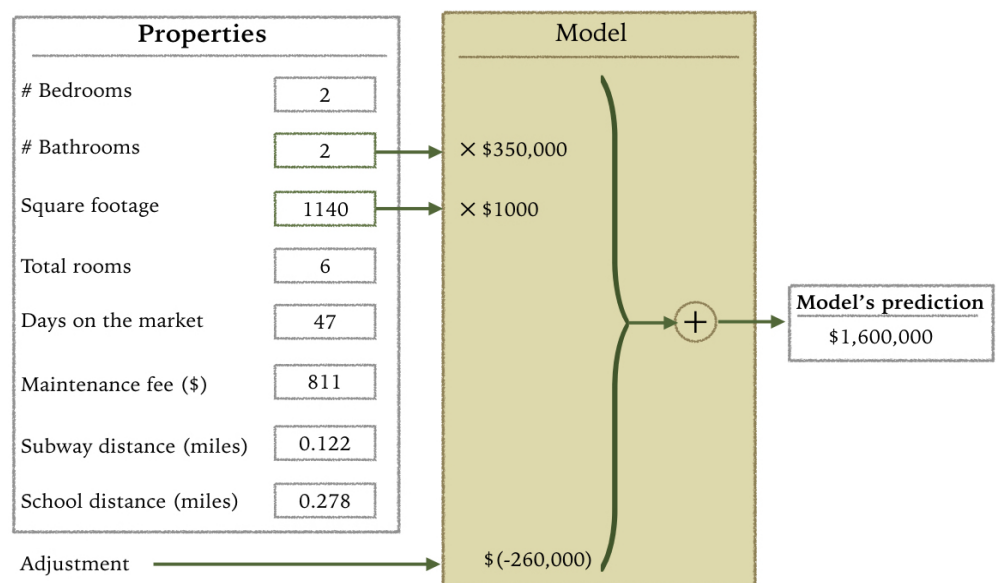 Properties
# Bedrooms 2
# Bathrooms 2
Square footage 1140
Total rooms 6
Days on the market 47
Maintenance fee ($) 811
Subway distance (miles) 0.122
School distance (miles) 0.278
Adjustment
Model
× $350,000
× $1000
$(-260,000)
+
Model's prediction
$1,600,000